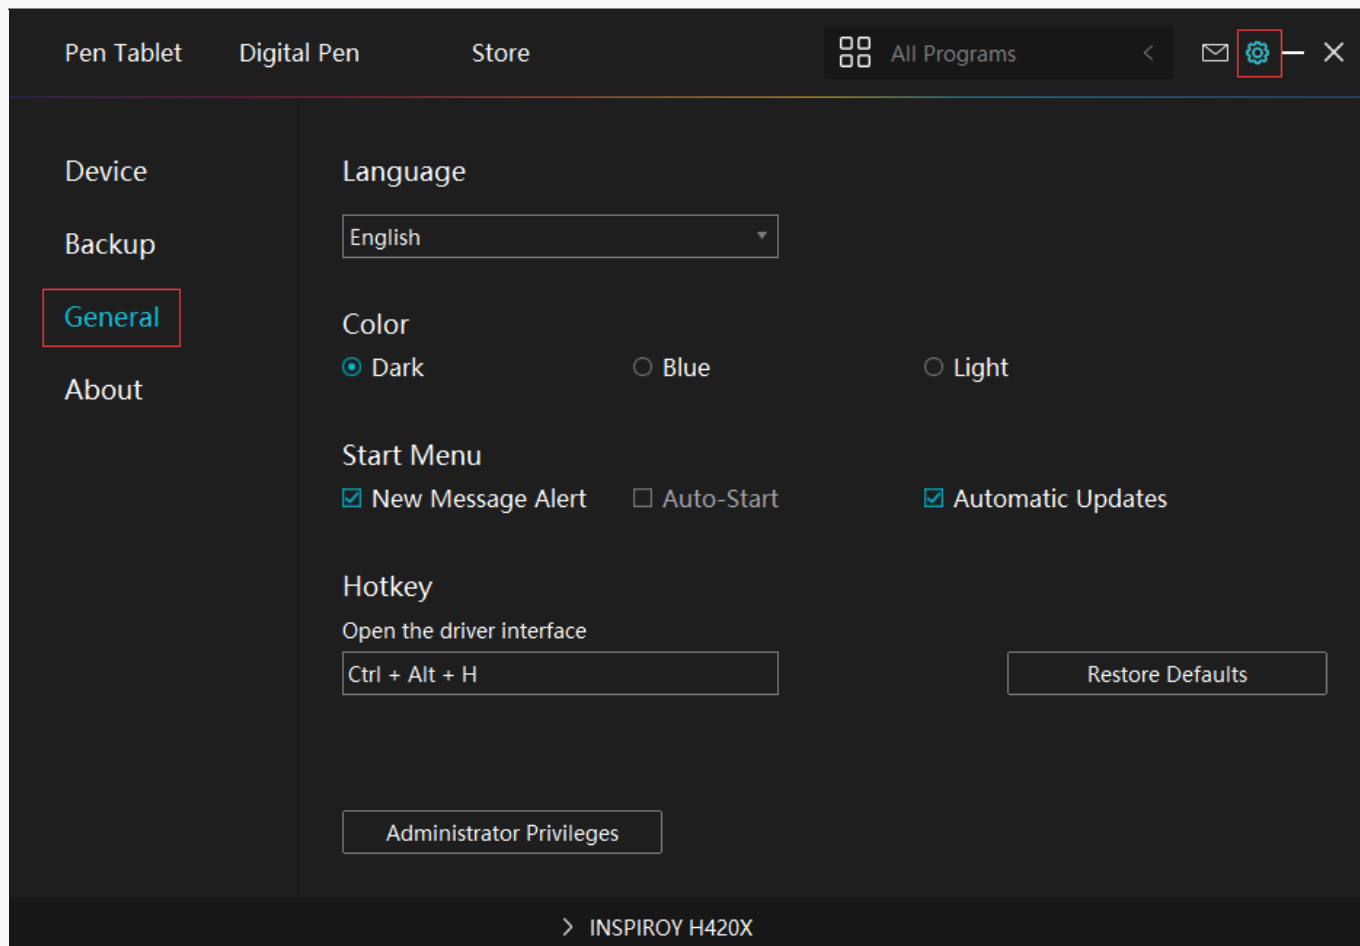 Pen Tablet Digital Pen Store All Programs
Device
Backup
General
About
Language
English
Color
Dark Blue Light
Start Menu
New Message Alert Auto-Start Automatic Updates
Hotkey
Open the driver interface
Ctrl + Alt + H Restore Defaults
Administrator Privileges
INSPIROY H420X